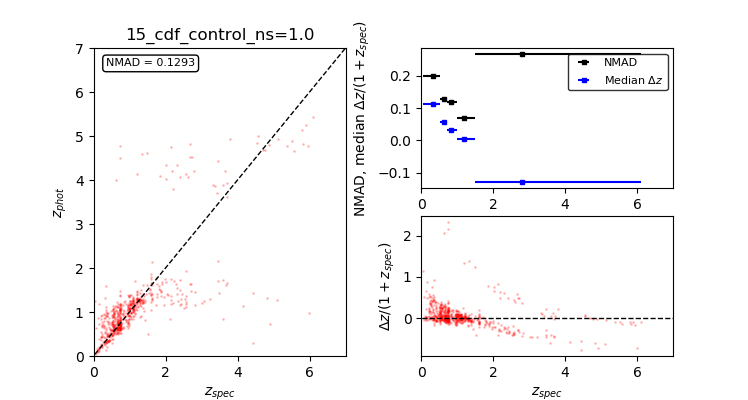 15_cdf_control_ns=1.0
NMAD = 0.1293
7
6
5
4
3
2
1
0
z_phot
0 2 4 6
z_spec
NMAD, median Δz/(1 + z_spec)
0.2
0.1
0.0
−0.1
NMAD
Median Δz
0 2 4 6
Δz/(1 + z_spec)
2
1
0
0 2 4 6
z_spec